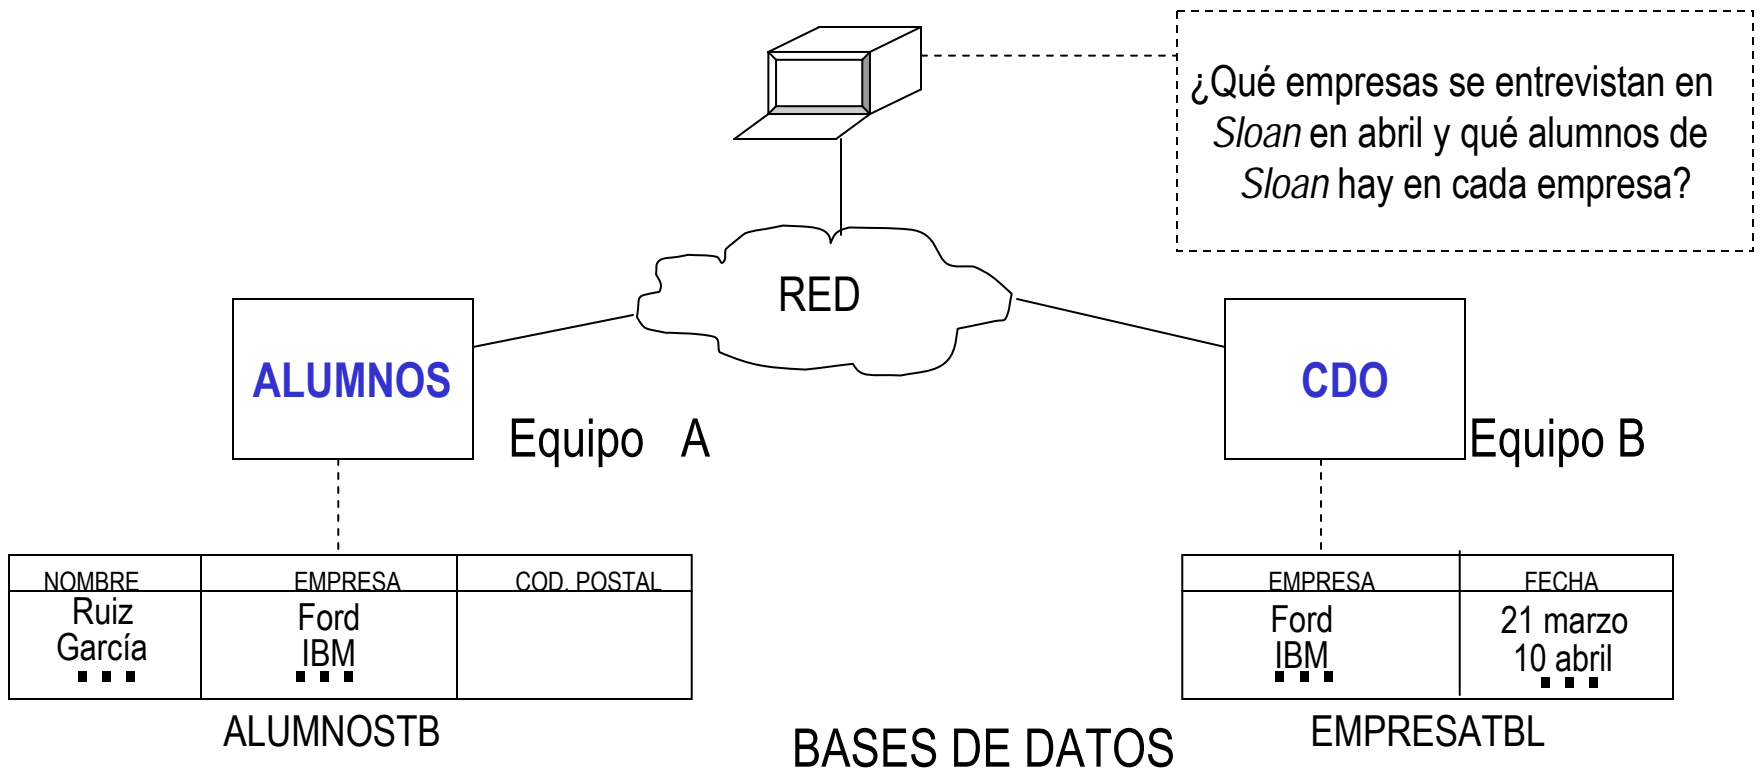 ¿Qué empresas se entrevistan en
Sloan en abril y qué alumnos de
Sloan hay en cada empresa?
RED
ALUMNOS
CDO
Equipo A
Equipo B
NOMBRE EMPRESA COD. POSTAL
Ruiz Ford
García IBM
▪ ▪ ▪ ▪ ▪ ▪
ALUMNOSTB
EMPRESA FECHA
Ford 21 marzo
IBM 10 abril
▪ ▪ ▪ ▪ ▪ ▪
EMPRESATBL
BASES DE DATOS